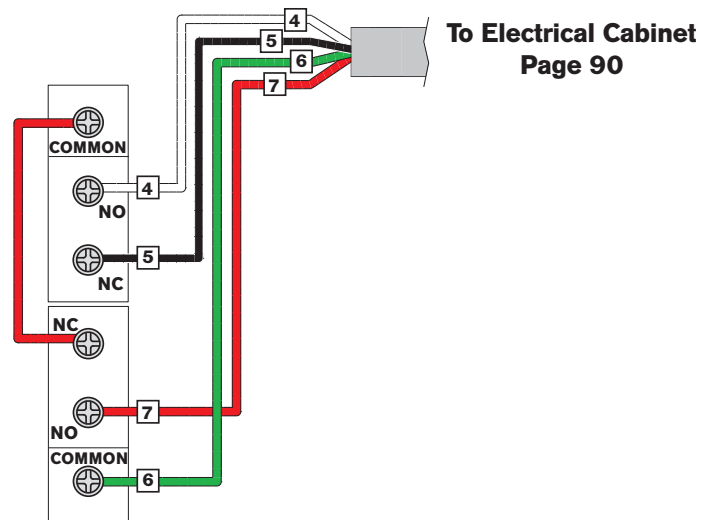 4
To Electrical Cabinet
Page 90
5
6
7
COMMON
4
NO
5
NC
NC
7
NO
COMMON
6